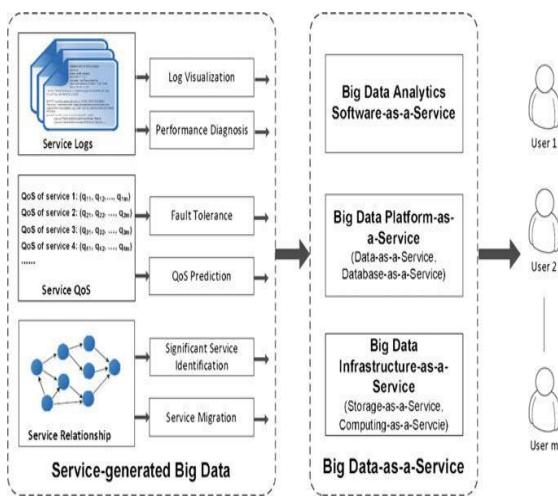 Service Logs
Log Visualization
Performance Diagnosis
QoS of service 1: (q11, q12,..., q1m)
QoS of service 2: (q21, q22,..., q2m)
QoS of service 3: (q31, q32,..., q3m)
QoS of service 4: (q41, q42,..., q4m)
......
Service QoS
Fault Tolerance
QoS Prediction
Service Relationship
Significant Service
Identification
Service Migration
Service-generated Big Data
Big Data Analytics
Software-as-a-Service
Big Data Platform-as-
a-Service
(Data-as-a-Service,
Database-as-a-Service)
Big Data
Infrastructure-as-a-
Service
(Storage-as-a-Service,
Computing-as-a-Servcie)
Big Data-as-a-Service
User 1
User 2
User m